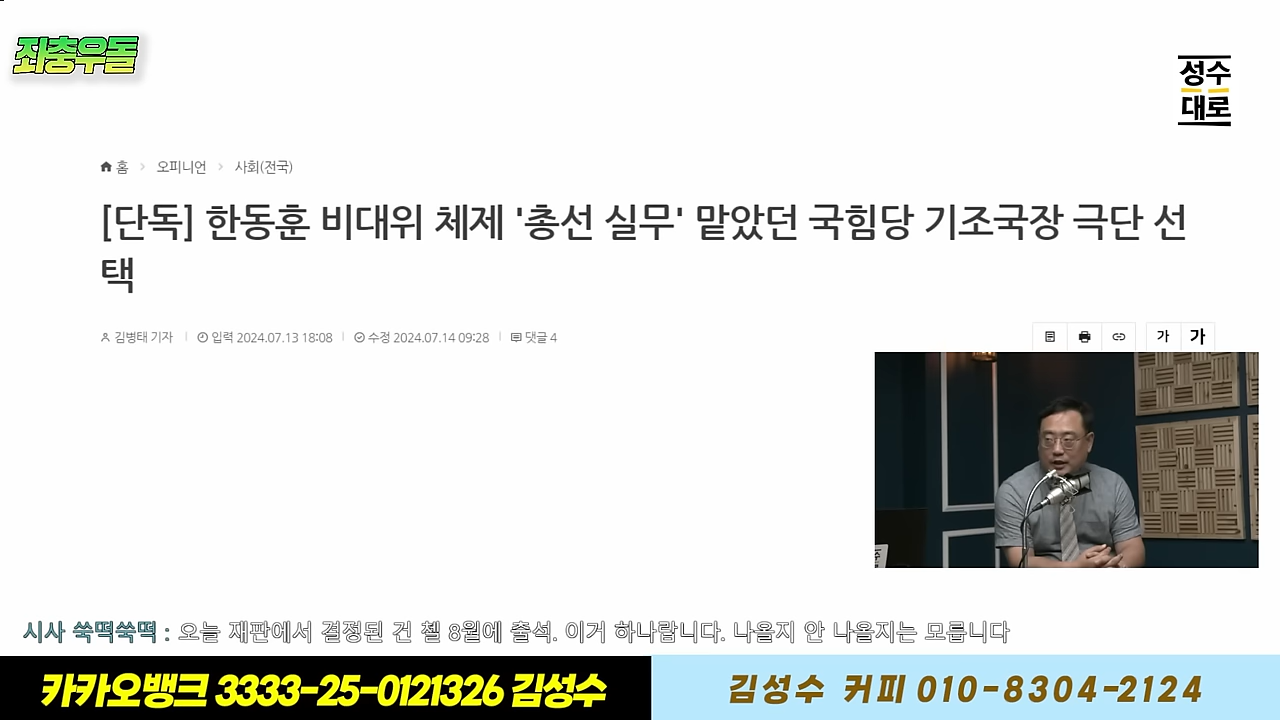 좌충우돌
성수
대로
홈 > 오피니언 > 사회(전국)
[단독] 한동훈 비대위 체제 '총선 실무' 맡았던 국힘당 기조국장 극단 선
택
김병태 기자 | 입력 2024.07.13 18:08 | 수정 2024.07.14 09:28 | 댓글 4
가 가
시사 쑥떡쑥떡 : 오늘 재판에서 결정된 건 첼 8월에 출석. 이거 하나랍니다. 나올지 안 나올지는 모릅니다
카카오뱅크 3333-25-0121326 김성수
김성수 커피 010-8304-2124